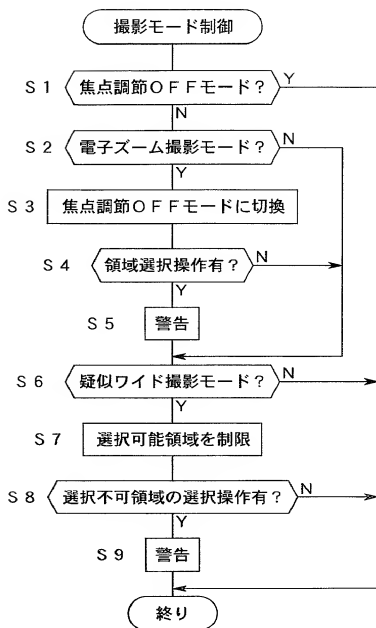 撮影モード制御
S1 焦点調節OFFモード？ Y
N
S2 電子ズーム撮影モード？ N
Y
S3 焦点調節OFFモードに切換
S4 領域選択操作有？ N
Y
S5 警告
S6 疑似ワイド撮影モード？ N
Y
S7 選択可能領域を制限
S8 選択不可領域の選択操作有？ N
Y
S9 警告
終り